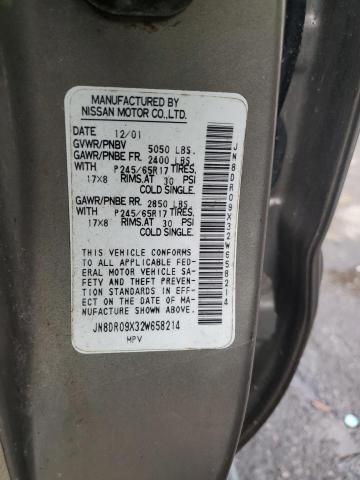 MANUFACTURED BY
NISSAN MOTOR CO.,LTD.
DATE 12/01
GVWR/PNBV 5050 LBS.
GAWR/PNBE FR. 2400 LBS.
WITH P245/65R17 TIRES,
17X8 RIMS,AT 30 PSI
COLD SINGLE.
GAWR/PNBE RR. 2850 LBS
WITH P245/65R17 TIRES,
17X8 RIMS,AT 30 PSI
COLD SINGLE.
THIS VEHICLE CONFORMS
TO ALL APPLICABLE FED-
ERAL MOTOR VEHICLE SA-
FETY AND THEFT PREVEN-
TION STANDARDS IN EF-
FECT ON THE DATE OF MA-
NUFACTURE SHOWN ABOVE.
JN8DR09X32W658214
MPV
JN8DR09X32W658214